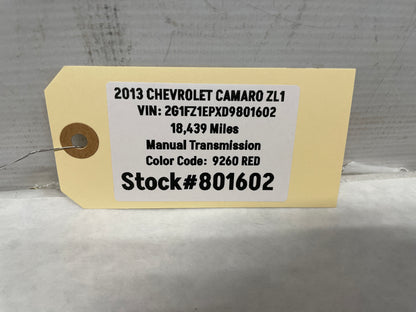 2013 CHEVROLET CAMARO ZL1
VIN: 2G1FZ1EPXD9801602
18,439 Miles
Manual Transmission
Color Code: 9260 RED
Stock#801602